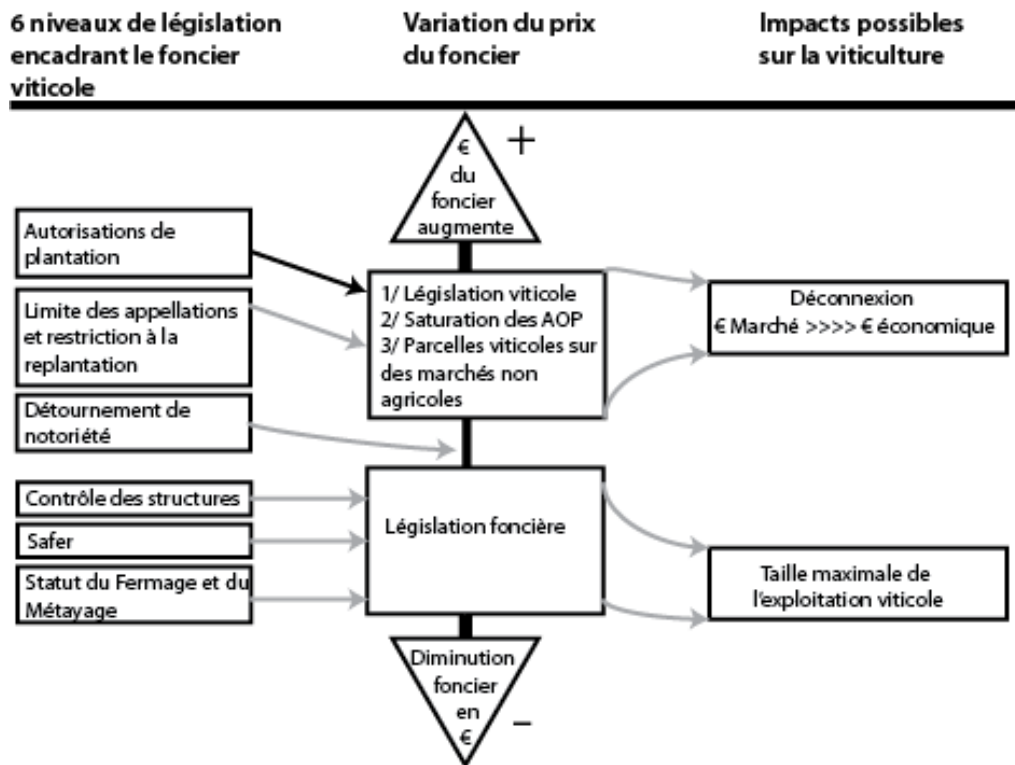 6 niveaux de législation
encadrant le foncier
viticole
Variation du prix
du foncier
Impacts possibles
sur la viticulture
€
du
foncier
augmente
+
Autorisations de
plantation
Limite des appellations
et restriction à la
replantation
Détournement de
notoriété
Contrôle des structures
Safer
Statut du Fermage et du
Métayage
1/ Législation viticole
2/ Saturation des AOP
3/ Parcelles viticoles sur
des marchés non
agricoles
Législation foncière
Diminution
foncier
en
€
–
Déconnexion
€ Marché >>>> € économique
Taille maximale de
l'exploitation viticole